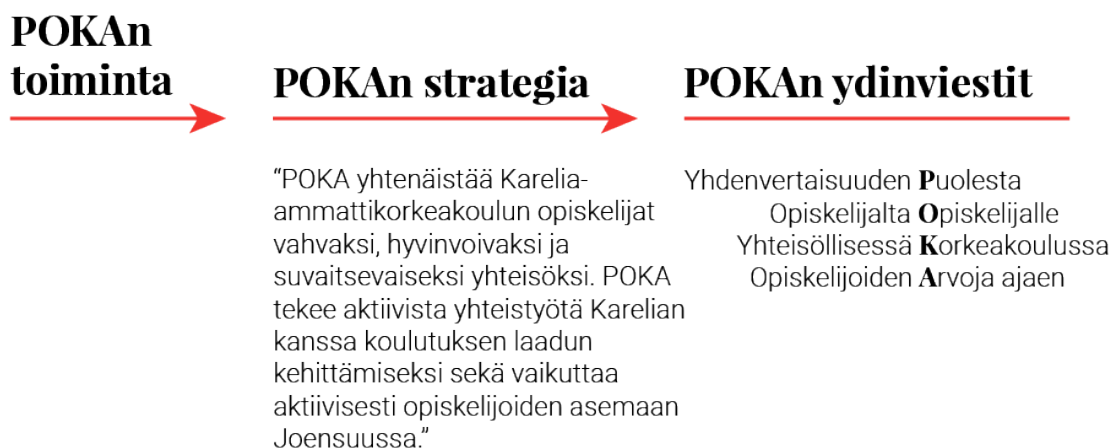 POKAn
toiminta
POKAn strategia
"POKA yhtenäistää Karelia-
ammattikorkeakoulun opiskelijat
vahvaksi, hyvinvoivaksi ja
suvaitsevaiseksi yhteisöksi. POKA
tekee aktiivista yhteistyötä Karelian
kanssa koulutuksen laadun
kehittämiseksi sekä vaikuttaa
aktiivisesti opiskelijoiden asemaan
Joensuussa."
POKAn ydinviestit
Yhdenvertaisuuden Puolesta
Opiskelijalta Opiskelijalle
Yhteisöllisessä Korkeakoulussa
Opiskelijoiden Arvoja ajaen